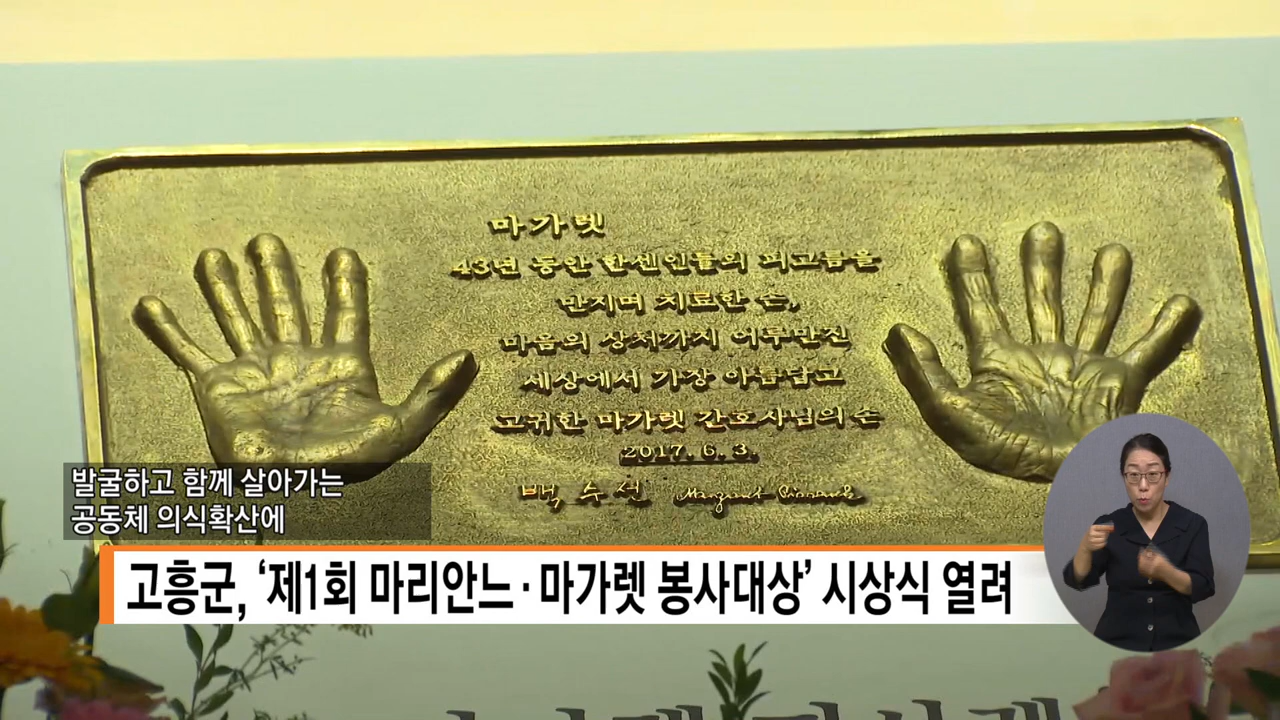 마가렛
43년 동안 한센인들의 피고름을
만지며 치료한 손,
마음의 상처까지 어루만진
세상에서 가장 아름답고
고귀한 마가렛 간호사님의 손
2017. 6. 3.
백 수 선
발굴하고 함께 살아가는
공동체 의식확산에
고흥군, ‘제1회 마리안느·마가렛 봉사대상’ 시상식 열려